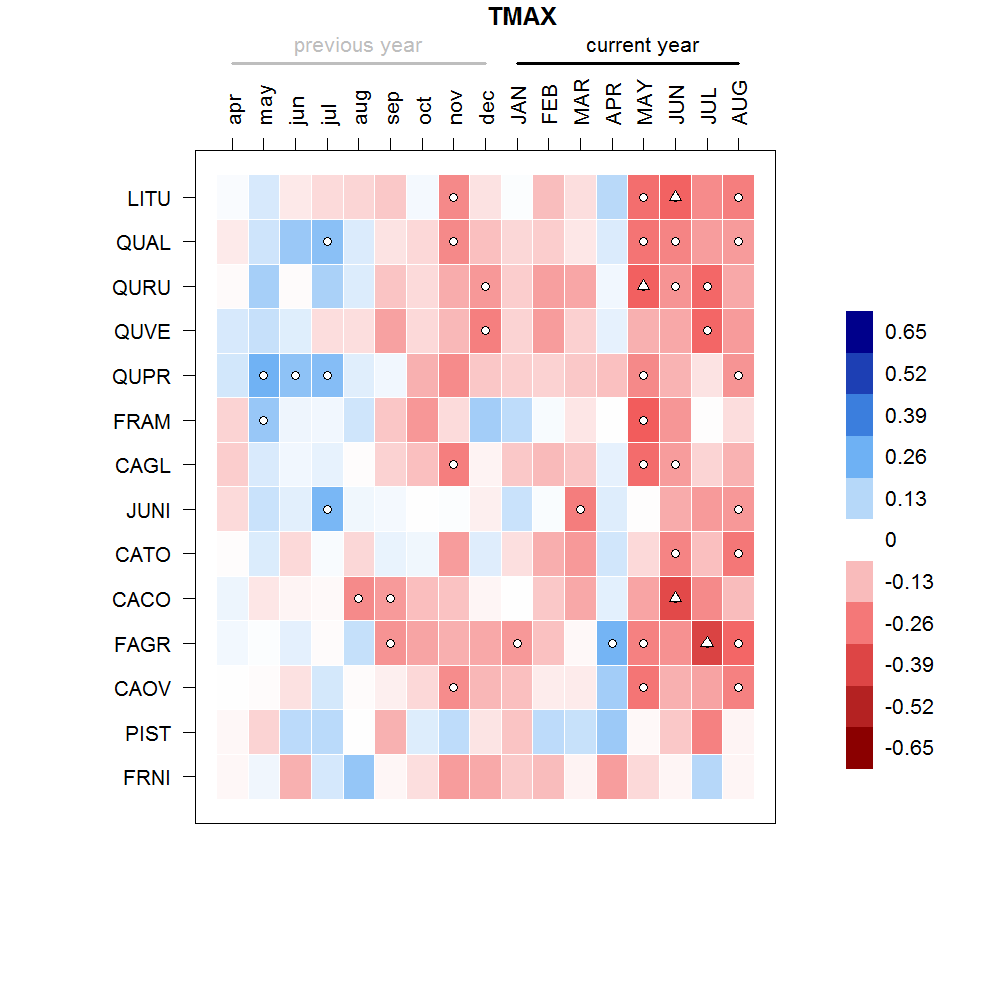 TMAX
previous year current year
apr may jun jul aug sep oct nov dec JAN FEB MAR APR MAY JUN JUL AUG
LITU
QUAL
QURU
QUVE
QUPR
FRAM
CAGL
JUNI
CATO
CACO
FAGR
CAOV
PIST
FRNI
0.65
0.52
0.39
0.26
0.13
0
-0.13
-0.26
-0.39
-0.52
-0.65